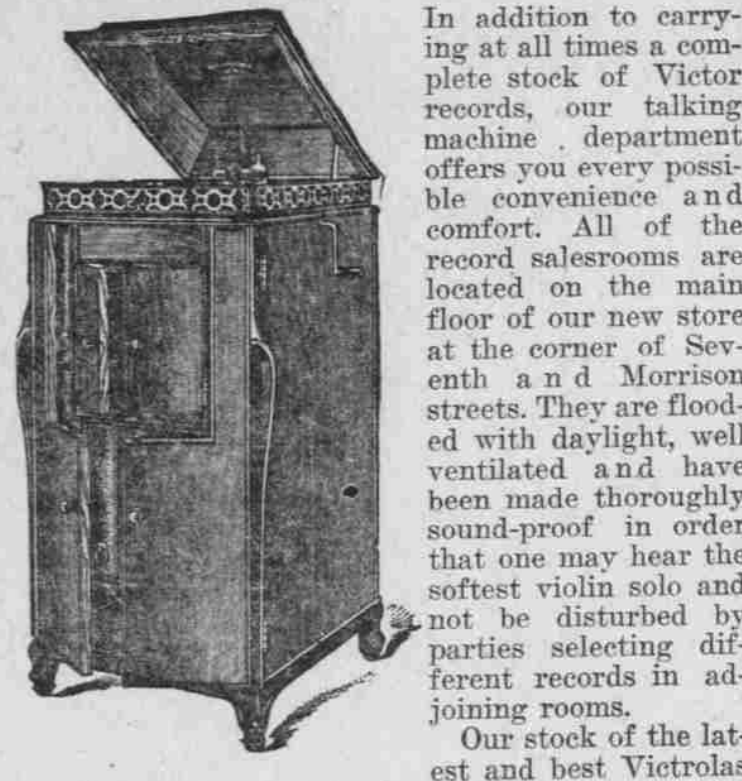 In addition to carry-
ing at all times a com-
plete stock of Victor
records, our talking
machine . department
offers you every possi-
ble convenience and
comfort. All of the
record salesrooms are
located on the main
floor of our new store
at the corner of Sev-
enth and Morrison
streets. They are flood-
ed with daylight, well
ventilated and have
been made thoroughly
sound-proof in order
that one may hear the
softest violin solo and
not be disturbed by
parties selecting dif-
ferent records in ad-
joining rooms.
Our stock of the lat-
est and best Victrolas